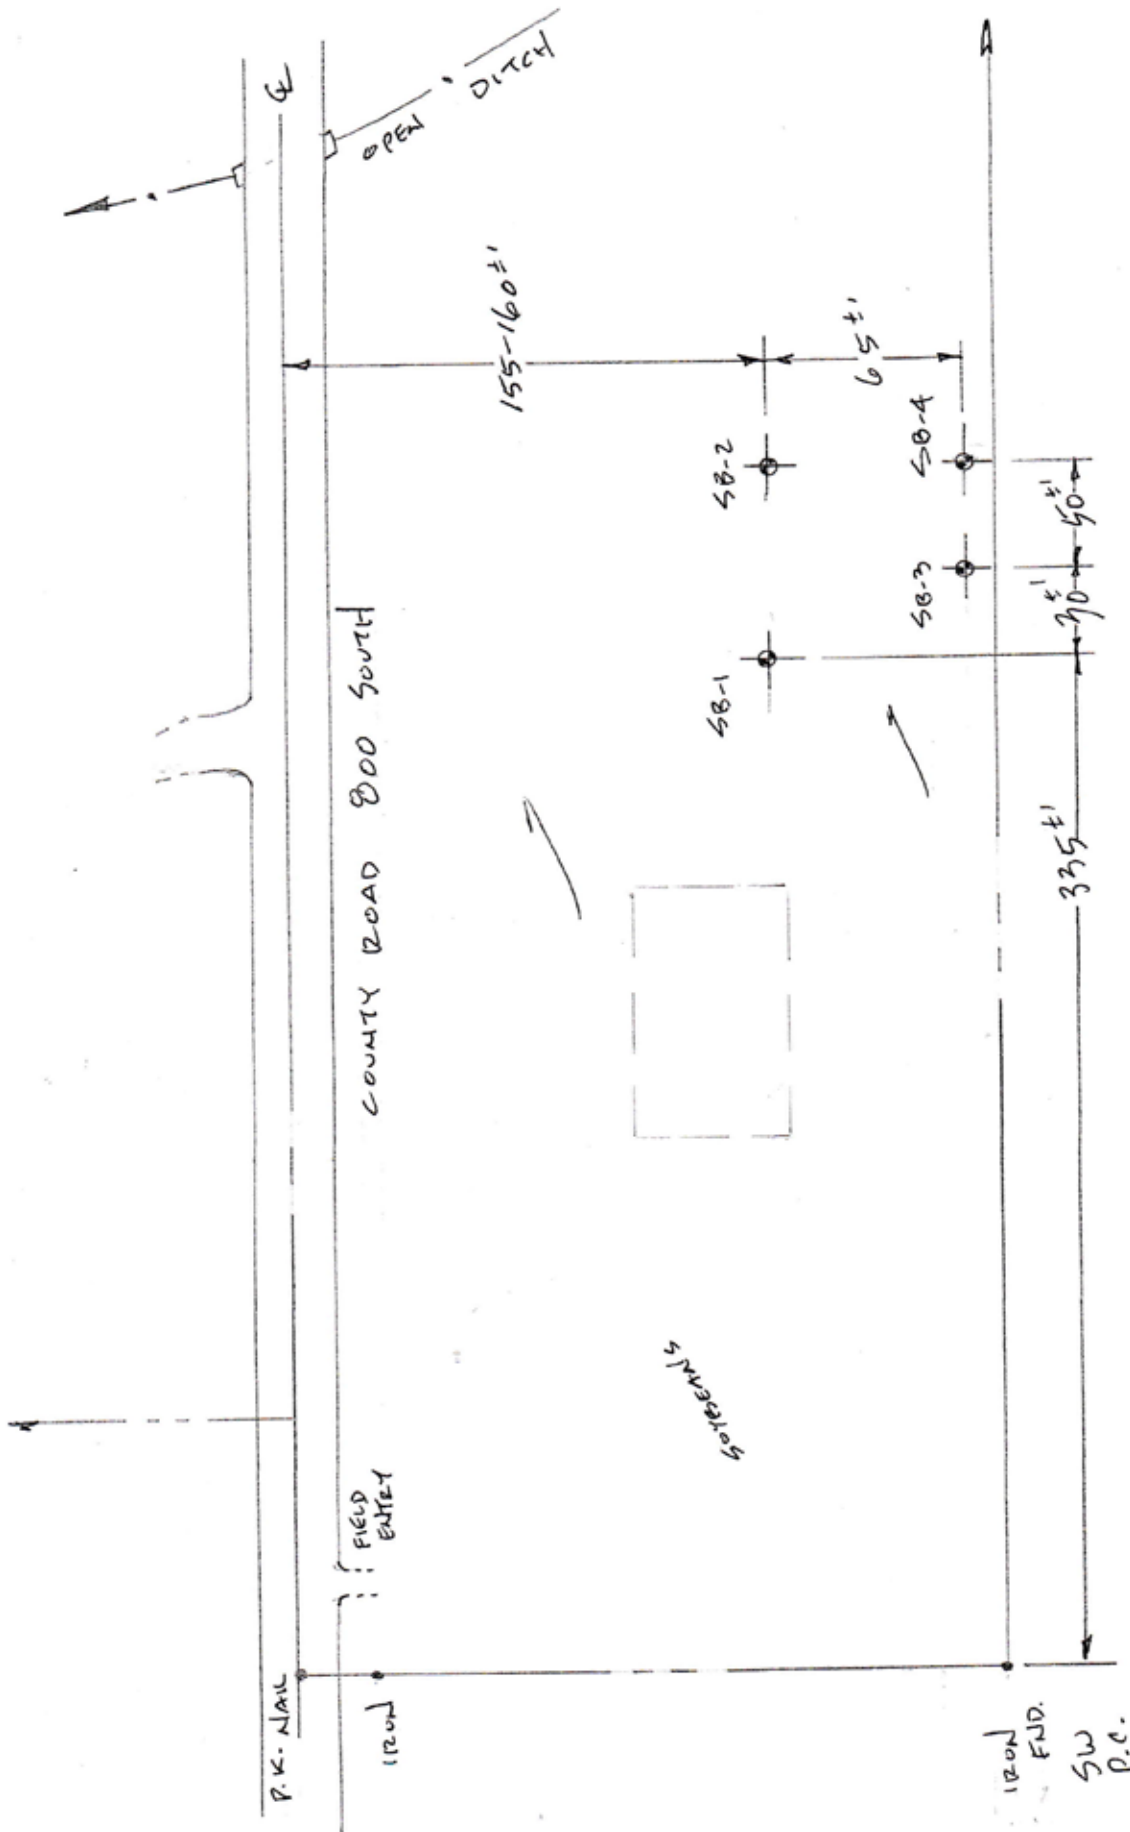 ℄
OPEN DITCH
155-160±'
65±'
SB-2
SB-4
SB-1
SB-3
50±'
30±'
335±'
COUNTY ROAD 800 SOUTH
SOYBEANS
FIELD
ENTRY
P.K. NAIL
IRON
IRON
FND.
SW
P.C.